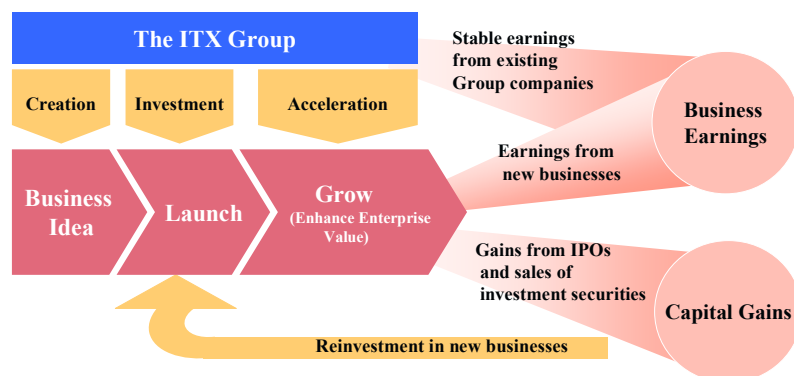 The ITX Group
Creation
Investment
Acceleration
Business
Idea
Launch
Grow
(Enhance Enterprise
Value)
Stable earnings
from existing
Group companies
Business
Earnings
Earnings from
new businesses
Gains from IPOs
and sales of
investment securities
Capital Gains
Reinvestment in new businesses